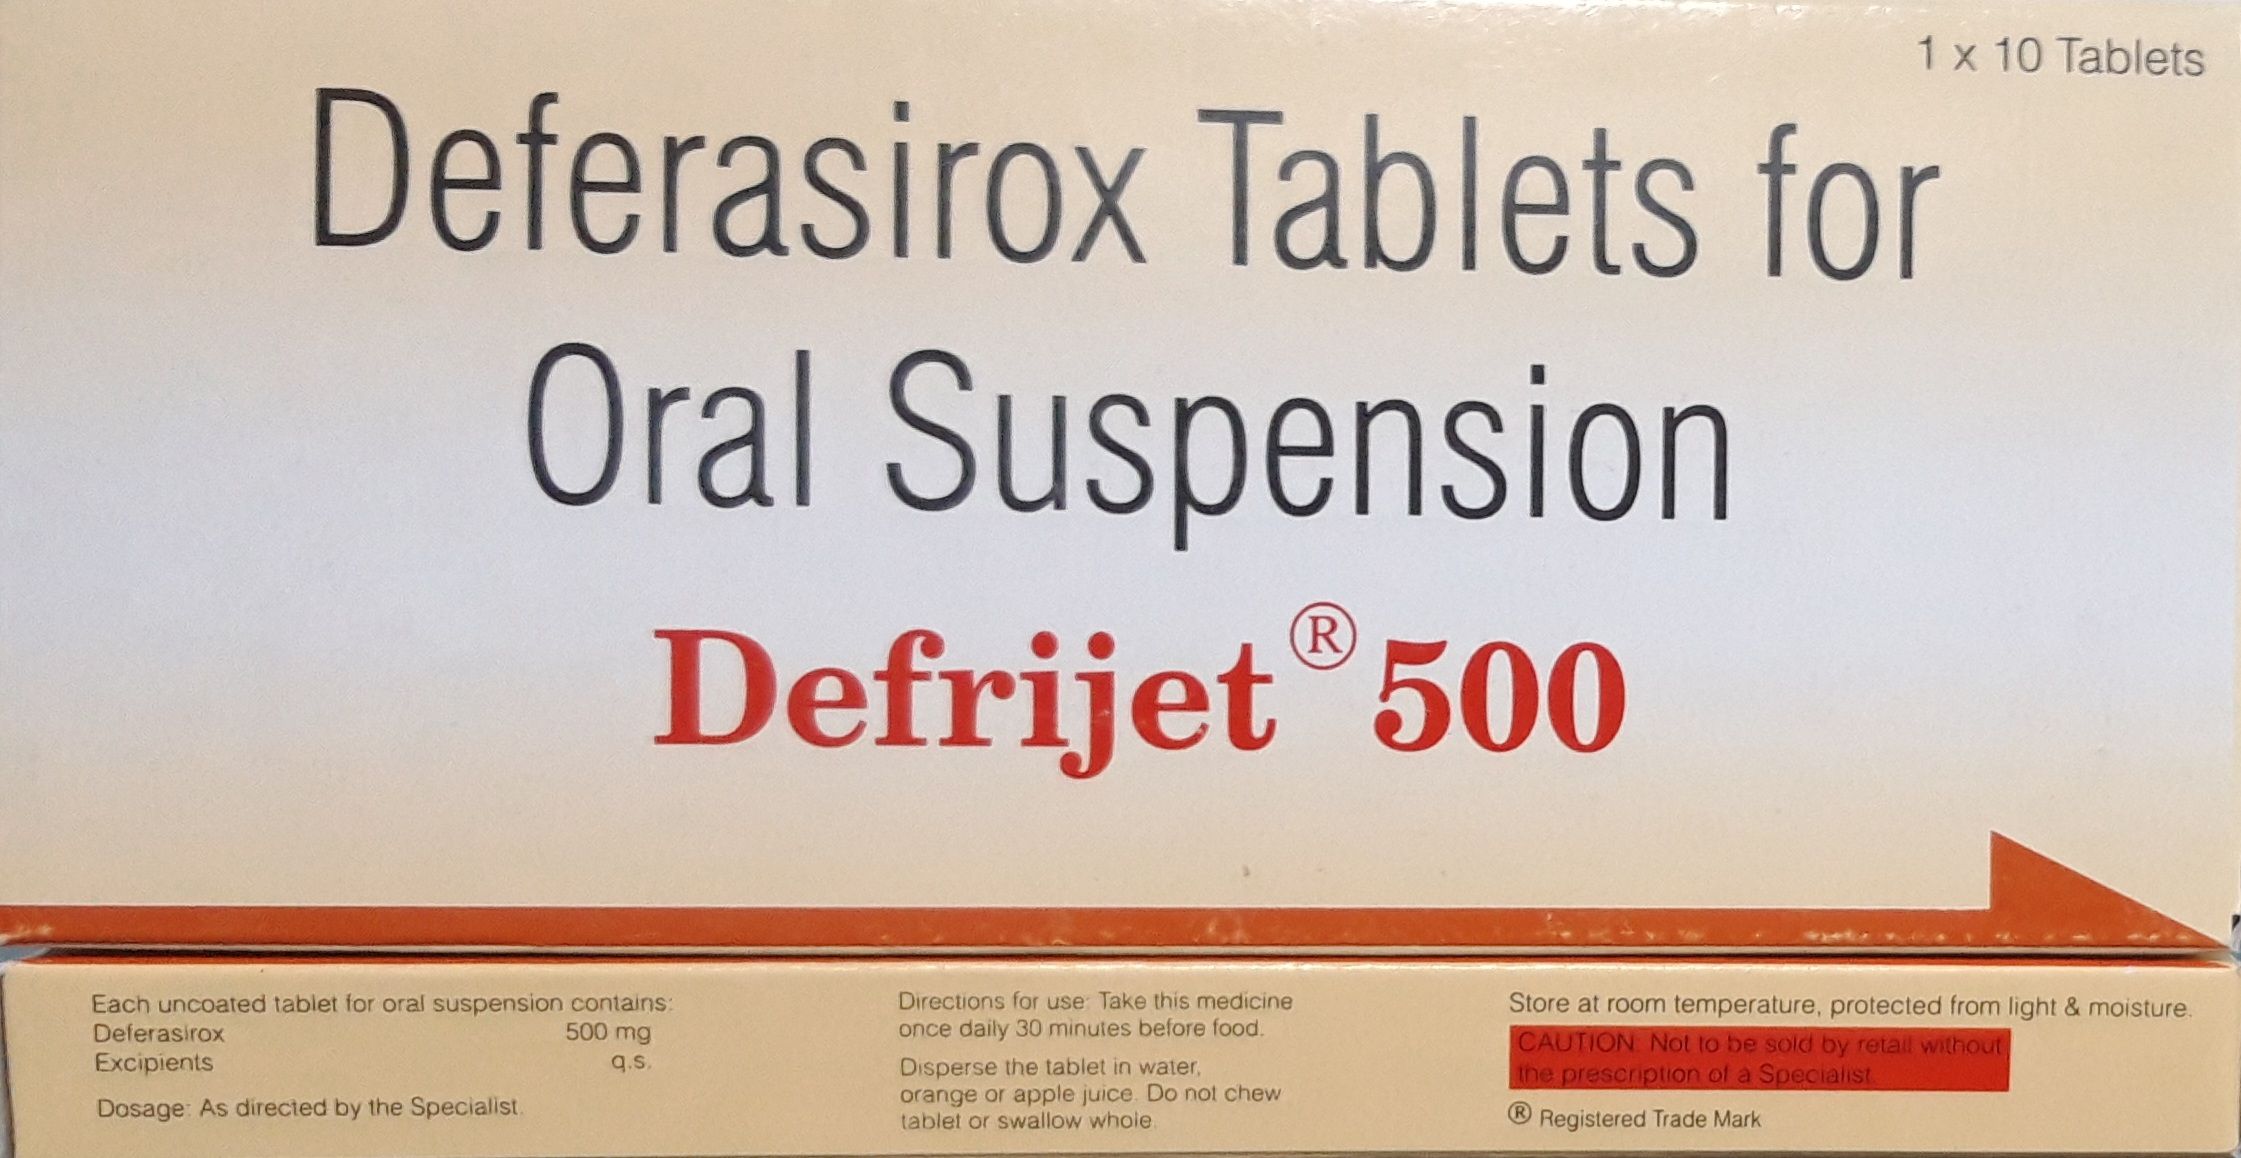 1 x 10 Tablets
Deferasirox Tablets for
Oral Suspension
Defrijet® 500
Each uncoated tablet for oral suspension contains:
Deferasirox 500 mg
Excipients q.s.
Dosage: As directed by the Specialist.
Directions for use: Take this medicine
once daily 30 minutes before food.
Disperse the tablet in water,
orange or apple juice. Do not chew
tablet or swallow whole.
Store at room temperature, protected from light & moisture.
CAUTION: Not to be sold by retail without
the prescription of a Specialist.
® Registered Trade Mark